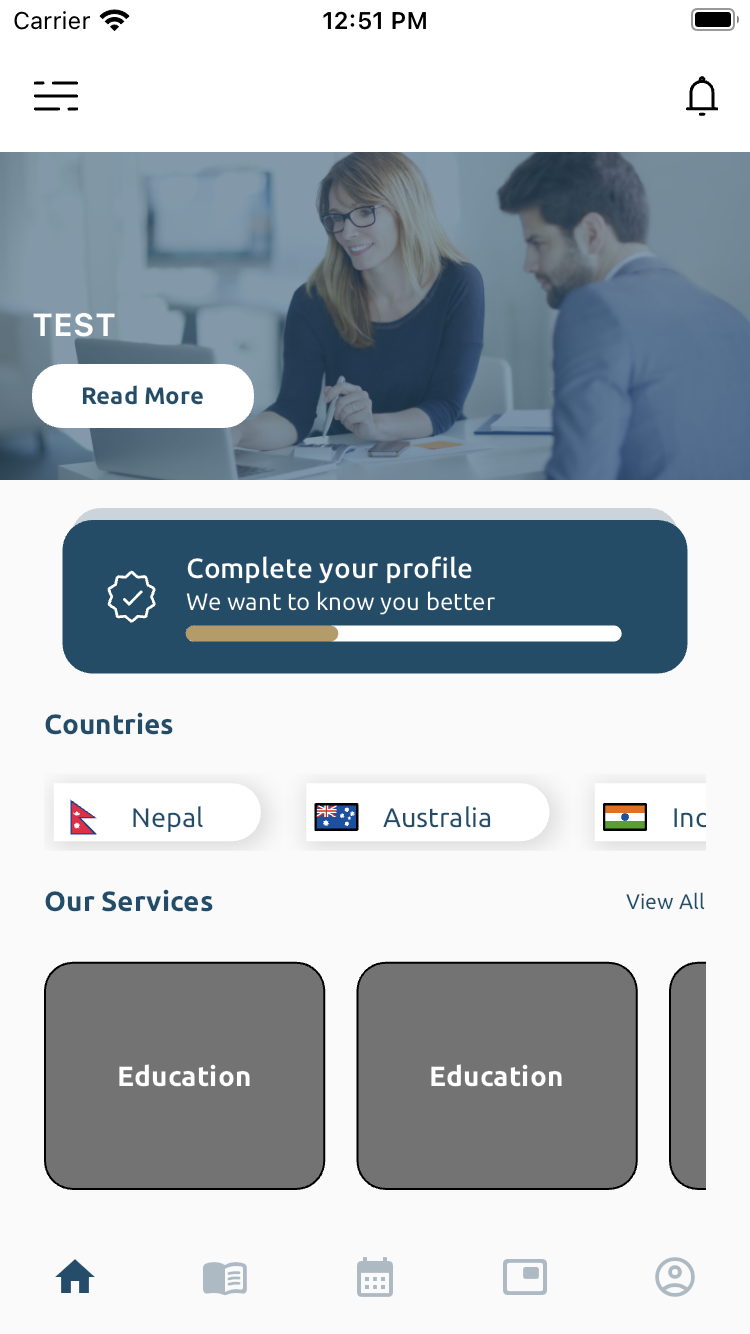 Carrier 12:51 PM
TEST
Read More
Complete your profile
We want to know you better
Countries
Nepal Australia
Our Services View All
Education Education